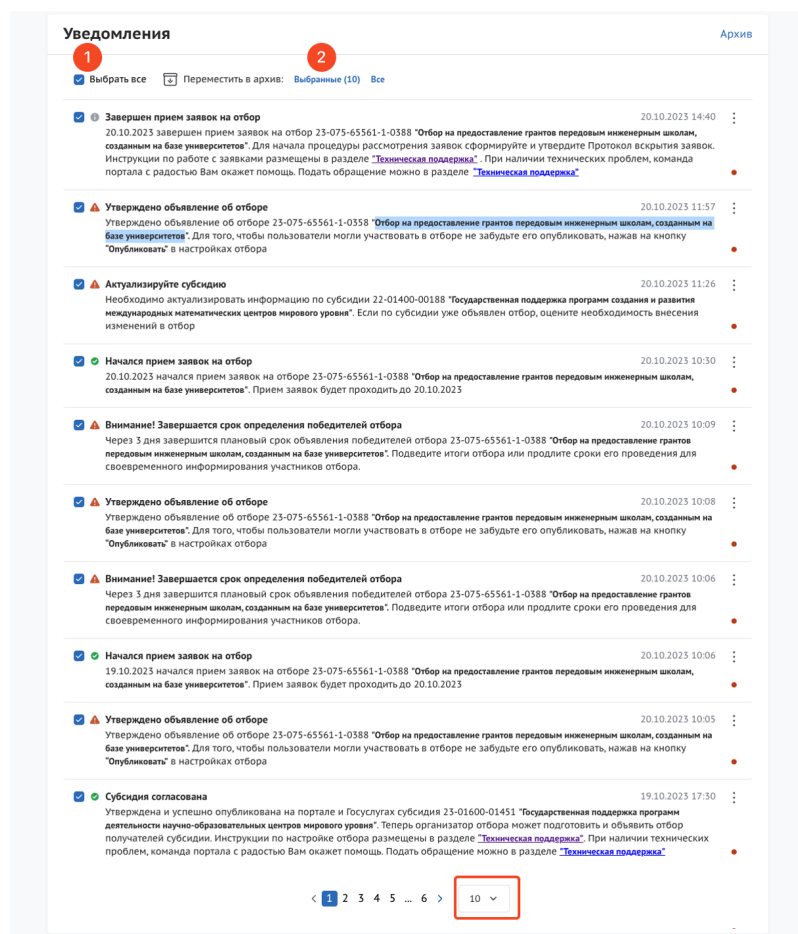 Уведомления
Архив
1
2
Выбрать все
Переместить в архив:
Выбранные (10)
Все
Завершен прием заявок на отбор
20.10.2023 14:40
20.10.2023 завершен прием заявок на отбор 23-075-65561-1-0388 "Отбор на предоставление грантов передовым инженерным школам,
созданным на базе университетов". Для начала процедуры рассмотрения заявок сформируйте и утвердите Протокол вскрытия заявок.
Инструкции по работе с заявками размещены в разделе "Техническая поддержка" . При наличии технических проблем, команда
портала с радостью Вам окажет помощь. Подать обращение можно в разделе "Техническая поддержка"
Утверждено объявление об отборе
20.10.2023 11:57
Утверждено объявление об отборе 23-075-65561-1-0358 "Отбор на предоставление грантов передовым инженерным школам, созданным на
базе университетов". Для того, чтобы пользователи могли участвовать в отборе не забудьте его опубликовать, нажав на кнопку
"Опубликовать" в настройках отбора
Актуализируйте субсидию
20.10.2023 11:26
Необходимо актуализировать информацию по субсидии 22-01400-00188 "Государственная поддержка программ создания и развития
международных математических центров мирового уровня". Если по субсидии уже объявлен отбор, оцените необходимость внесения
изменений в отбор
Начался прием заявок на отбор
20.10.2023 10:30
20.10.2023 начался прием заявок на отборе 23-075-65561-1-0388 "Отбор на предоставление грантов передовым инженерным школам,
созданным на базе университетов". Прием заявок будет проходить до 20.10.2023
Внимание! Завершается срок определения победителей отбора
20.10.2023 10:09
Через 3 дня завершится плановый срок объявления победителей отбора 23-075-65561-1-0388 "Отбор на предоставление грантов
передовым инженерным школам, созданным на базе университетов". Подведите итоги отбора или продлите сроки его проведения для
своевременного информирования участников отбора.
Утверждено объявление об отборе
20.10.2023 10:08
Утверждено объявление об отборе 23-075-65561-1-0388 "Отбор на предоставление грантов передовым инженерным школам, созданным на
базе университетов". Для того, чтобы пользователи могли участвовать в отборе не забудьте его опубликовать, нажав на кнопку
"Опубликовать" в настройках отбора
Внимание! Завершается срок определения победителей отбора
20.10.2023 10:06
Через 3 дня завершится плановый срок объявления победителей отбора 23-075-65561-1-0388 "Отбор на предоставление грантов
передовым инженерным школам, созданным на базе университетов". Подведите итоги отбора или продлите сроки его проведения для
своевременного информирования участников отбора.
Начался прием заявок на отбор
20.10.2023 10:06
19.10.2023 начался прием заявок на отборе 23-075-65561-1-0388 "Отбор на предоставление грантов передовым инженерным школам,
созданным на базе университетов". Прием заявок будет проходить до 20.10.2023
Утверждено объявление об отборе
20.10.2023 10:05
Утверждено объявление об отборе 23-075-65561-1-0388 "Отбор на предоставление грантов передовым инженерным школам, созданным на
базе университетов". Для того, чтобы пользователи могли участвовать в отборе не забудьте его опубликовать, нажав на кнопку
"Опубликовать" в настройках отбора
Субсидия согласована
19.10.2023 17:30
Утверждена и успешно опубликована на портале и Госуслугах субсидия 23-01600-01451 "Государственная поддержка программ
деятельности научно-образовательных центров мирового уровня". Теперь организатор отбора может подготовить и объявить отбор
получателей субсидии. Инструкции по настройке отбора размещены в разделе "Техническая поддержка". При наличии технических
проблем, команда портала с радостью Вам окажет помощь. Подать обращение можно в разделе "Техническая поддержка"
1 2 3 4 5 ... 6
10